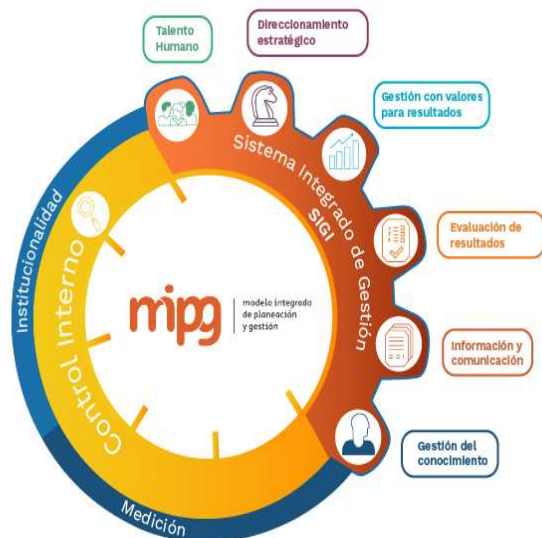 Talento
Humano
Direccionamiento
estratégico
Gestión con valores
para resultados
Evaluación de
resultados
Información y
comunicación
Gestión del
conocimiento
Sistema Integrado de Gestión
SIGI
Institucionalidad
Control Interno
Medición
mipg
modelo integrado
de planeación
y gestión